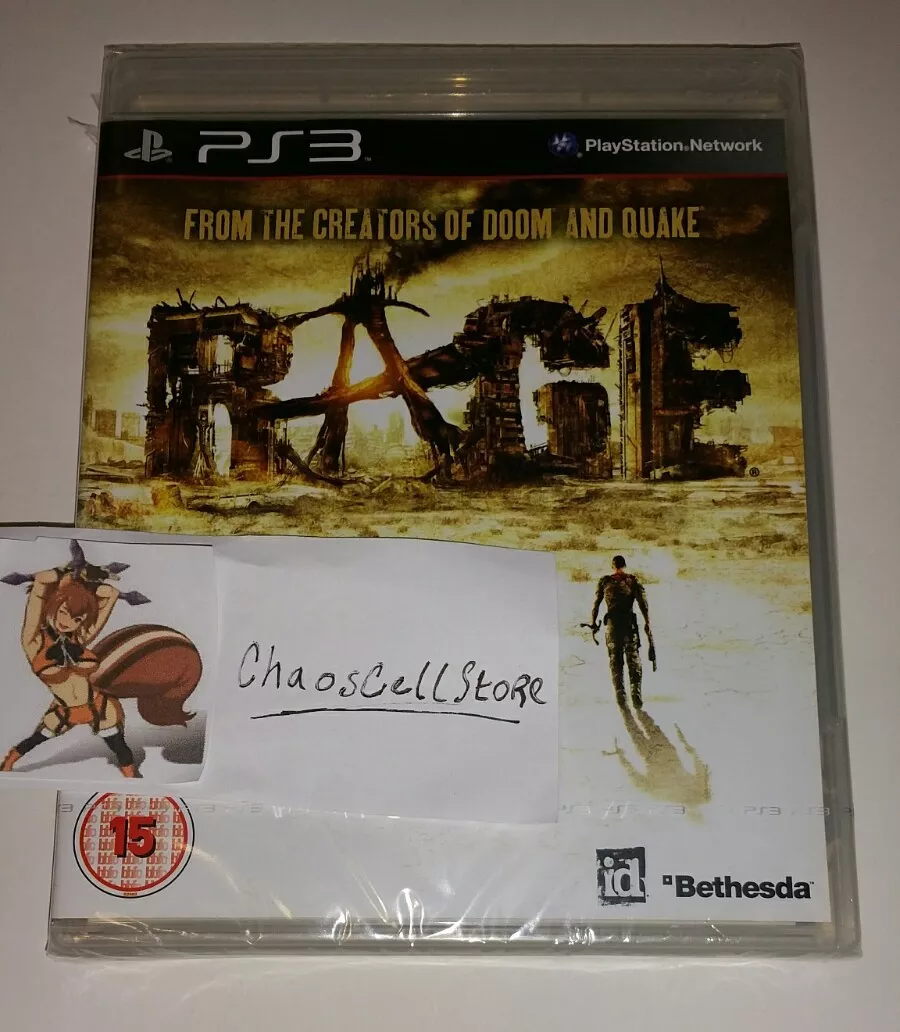 PS3
PlayStation®Network
FROM THE CREATORS OF DOOM AND QUAKE
RAGE®
ChaosCellStore
15
id
Bethesda